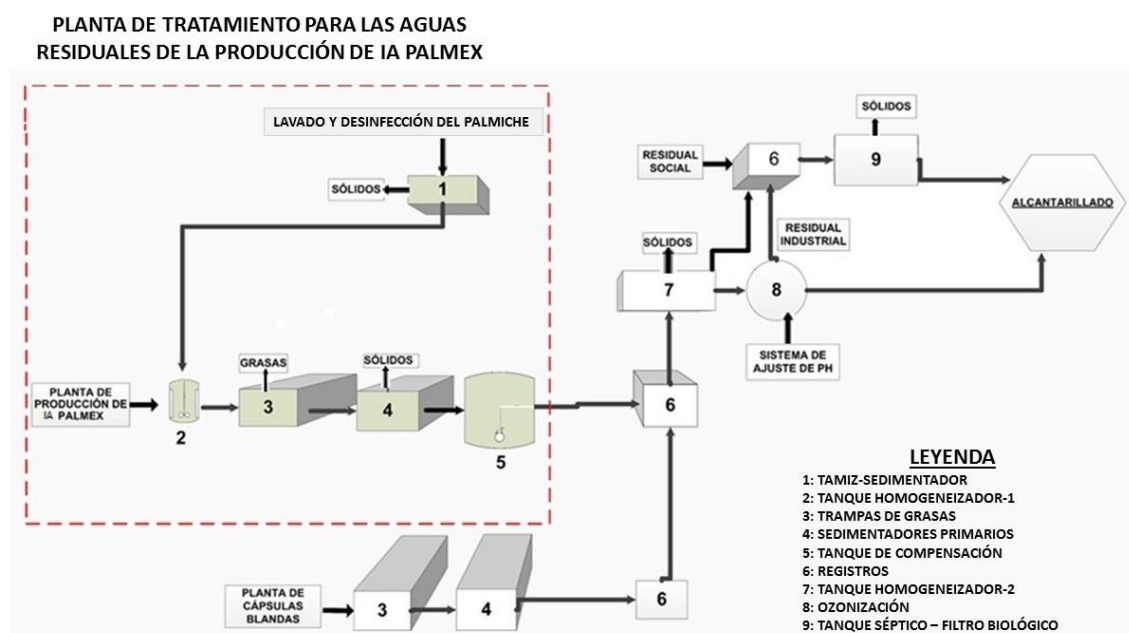 PLANTA DE TRATAMIENTO PARA LAS AGUAS
RESIDUALES DE LA PRODUCCIÓN DE IA PALMEX
LAVADO Y DESINFECCIÓN DEL PALMICHE
SÓLIDOS
1
PLANTA DE
PRODUCCIÓN DE
IA PALMEX
2
GRASAS
3
SÓLIDOS
4
5
PLANTA DE
CÁPSULAS
BLANDAS
3
4
6
6
SÓLIDOS
7
SISTEMA DE
AJUSTE DE PH
8
RESIDUAL
INDUSTRIAL
RESIDUAL
SOCIAL
6
SÓLIDOS
9
ALCANTARILLADO
LEYENDA
1: TAMIZ-SEDIMENTADOR
2: TANQUE HOMOGENEIZADOR-1
3: TRAMPAS DE GRASAS
4: SEDIMENTADORES PRIMARIOS
5: TANQUE DE COMPENSACIÓN
6: REGISTROS
7: TANQUE HOMOGENEIZADOR-2
8: OZONIZACIÓN
9: TANQUE SÉPTICO – FILTRO BIOLÓGICO